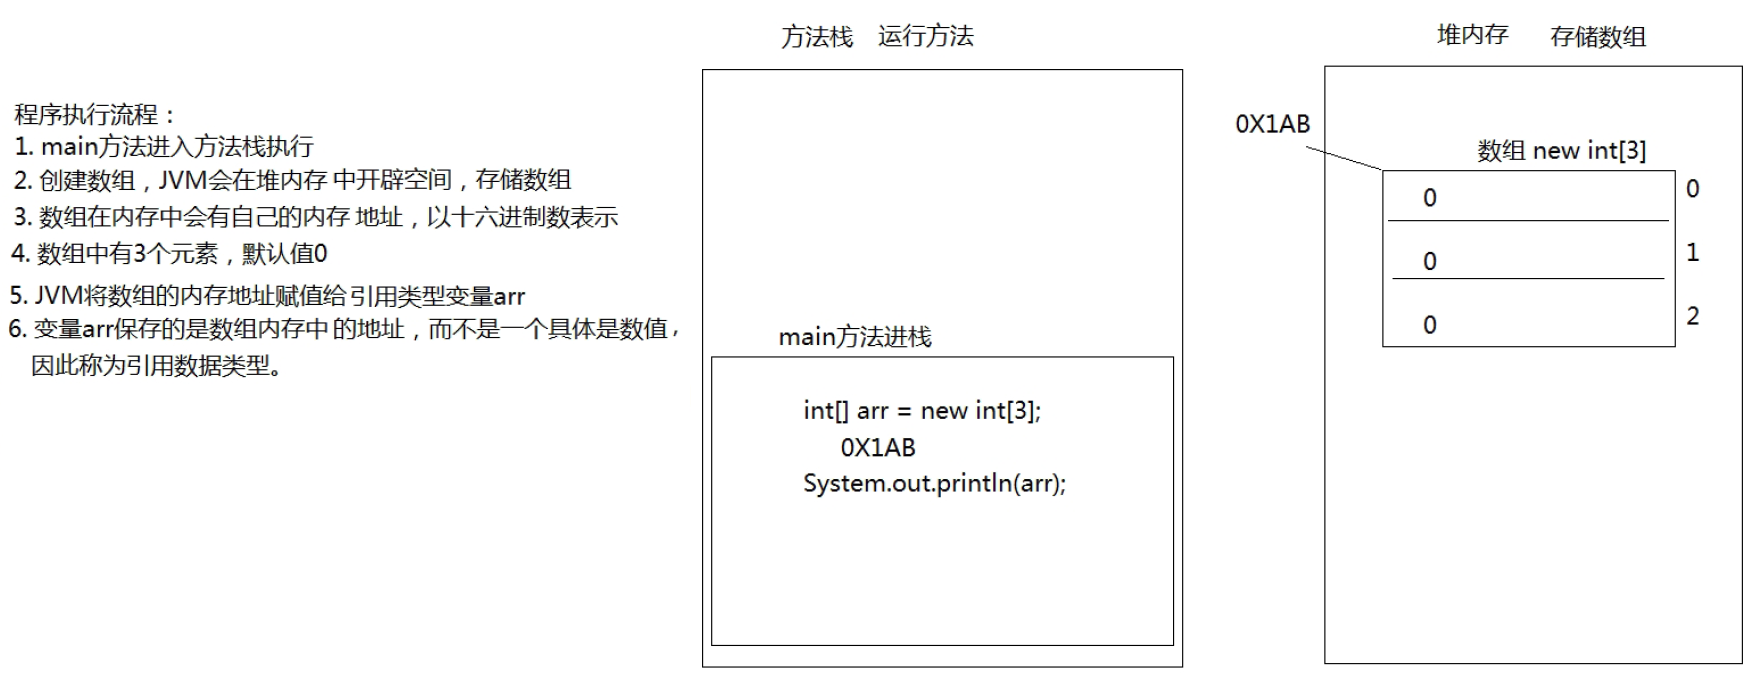 程序执行流程：
1. main方法进入方法栈执行
2. 创建数组，JVM会在堆内存 中开辟空间，存储数组
3. 数组在内存中会有自己的内存 地址，以十六进制数表示
4. 数组中有3个元素，默认值0
5. JVM将数组的内存地址赋值给引用类型变量arr
6. 变量arr保存的是数组内存中 的地址，而不是一个具体是数值，
因此称为引用数据类型。
方法栈 运行方法
main方法进栈
int[] arr = new int[3];
0X1AB
System.out.println(arr);
堆内存 存储数组
0X1AB
数组 new int[3]
0 0
0 1
0 2